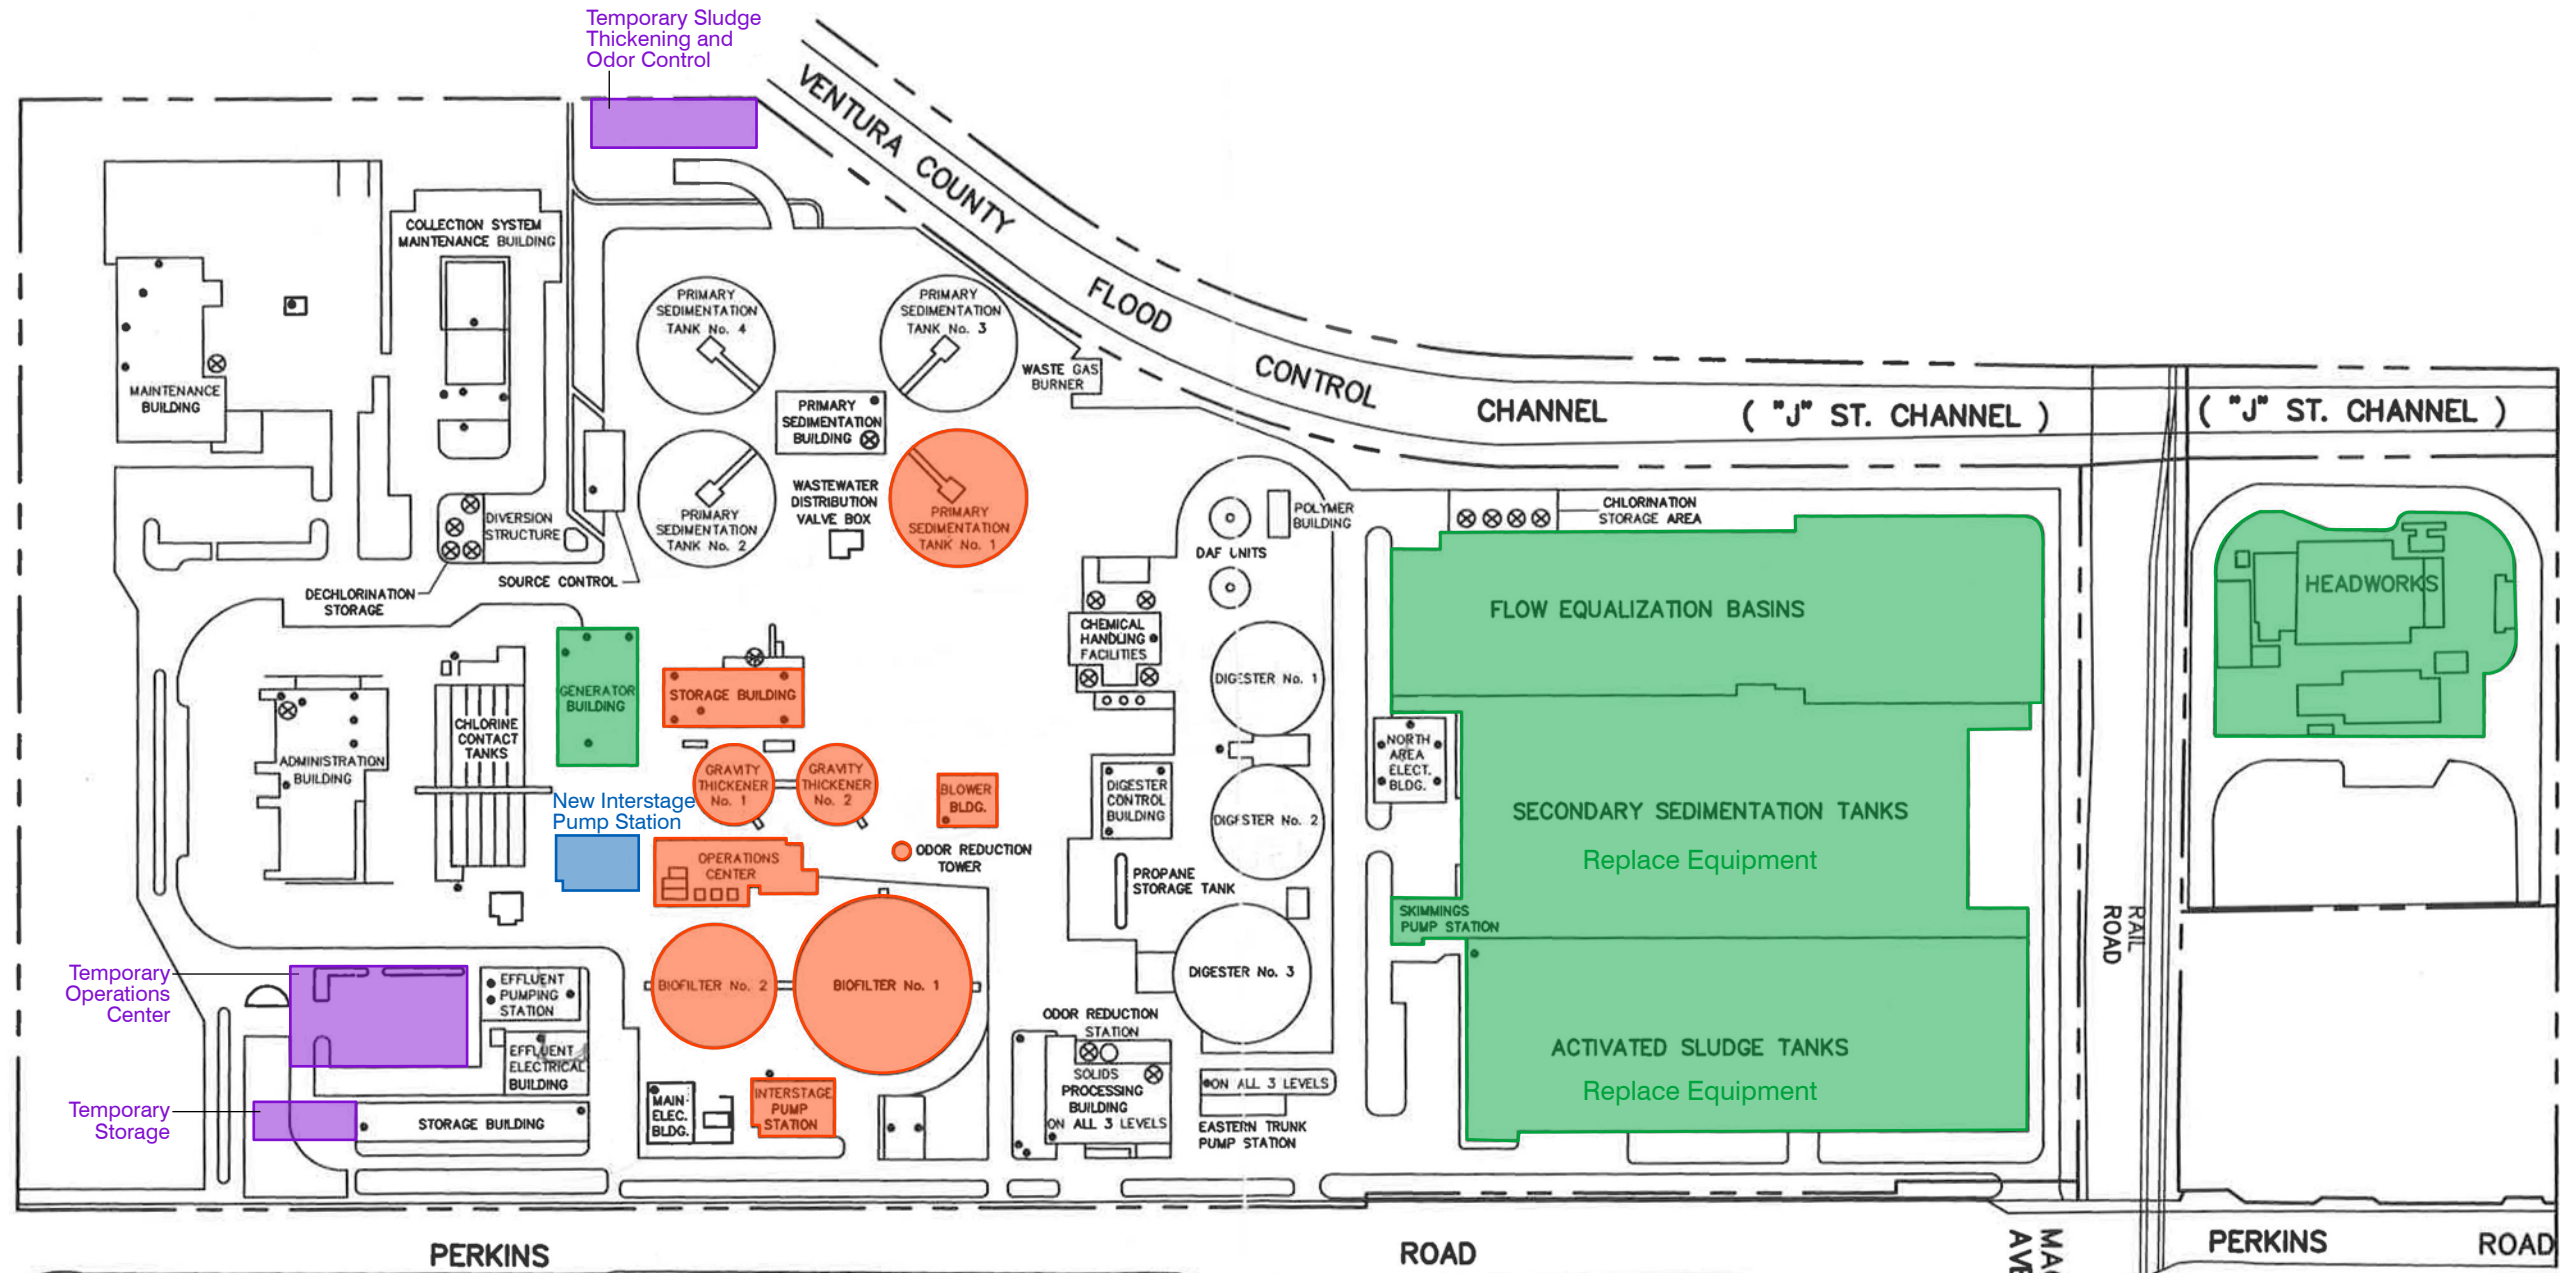 Temporary Sludge
Thickening and
Odor Control
VENTURA COUNTY FLOOD CONTROL CHANNEL ( "J" ST. CHANNEL )
( "J" ST. CHANNEL )
COLLECTION SYSTEM
MAINTENANCE BUILDING
MAINTENANCE
BUILDING
PRIMARY
SEDIMENTATION
TANK No. 4
PRIMARY
SEDIMENTATION
TANK No. 3
WASTE GAS
BURNER
PRIMARY
SEDIMENTATION
BUILDING
PRIMARY
SEDIMENTATION
TANK No. 2
WASTEWATER
DISTRIBUTION
VALVE BOX
PRIMARY
SEDIMENTATION
TANK No. 1
DIVERSION
STRUCTURE
SOURCE CONTROL
DECHLORINATION
STORAGE
POLYMER
BUILDING
DAF UNITS
CHLORINATION
STORAGE AREA
FLOW EQUALIZATION BASINS
HEADWORKS
CHEMICAL
HANDLING
FACILITIES
DIGESTER No. 1
GENERATOR
BUILDING
STORAGE BUILDING
CHLORINE
CONTACT
TANKS
ADMINISTRATION
BUILDING
GRAVITY
THICKENER
No. 1
GRAVITY
THICKENER
No. 2
BLOWER
BLDG.
DIGESTER
CONTROL
BUILDING
DIGESTER No. 2
NORTH
AREA
ELECT.
BLDG.
New Interstage
Pump Station
SECONDARY SEDIMENTATION TANKS
Replace Equipment
OPERATIONS
CENTER
ODOR REDUCTION
TOWER
PROPANE
STORAGE TANK
SKIMMINGS
PUMP STATION
RAIL
ROAD
Temporary
Operations
Center
EFFLUENT
PUMPING
STATION
BIOFILTER No. 2
BIOFILTER No. 1
DIGESTER No. 3
EFFLUENT
ELECTRICAL
BUILDING
ODOR REDUCTION
STATION
SOLIDS
PROCESSING
BUILDING
ON ALL 3 LEVELS
ON ALL 3 LEVELS
EASTERN TRUNK
PUMP STATION
ACTIVATED SLUDGE TANKS
Replace Equipment
Temporary
Storage
STORAGE BUILDING
MAIN
ELEC.
BLDG.
INTERSTAGE
PUMP
STATION
PERKINS ROAD
PERKINS ROAD